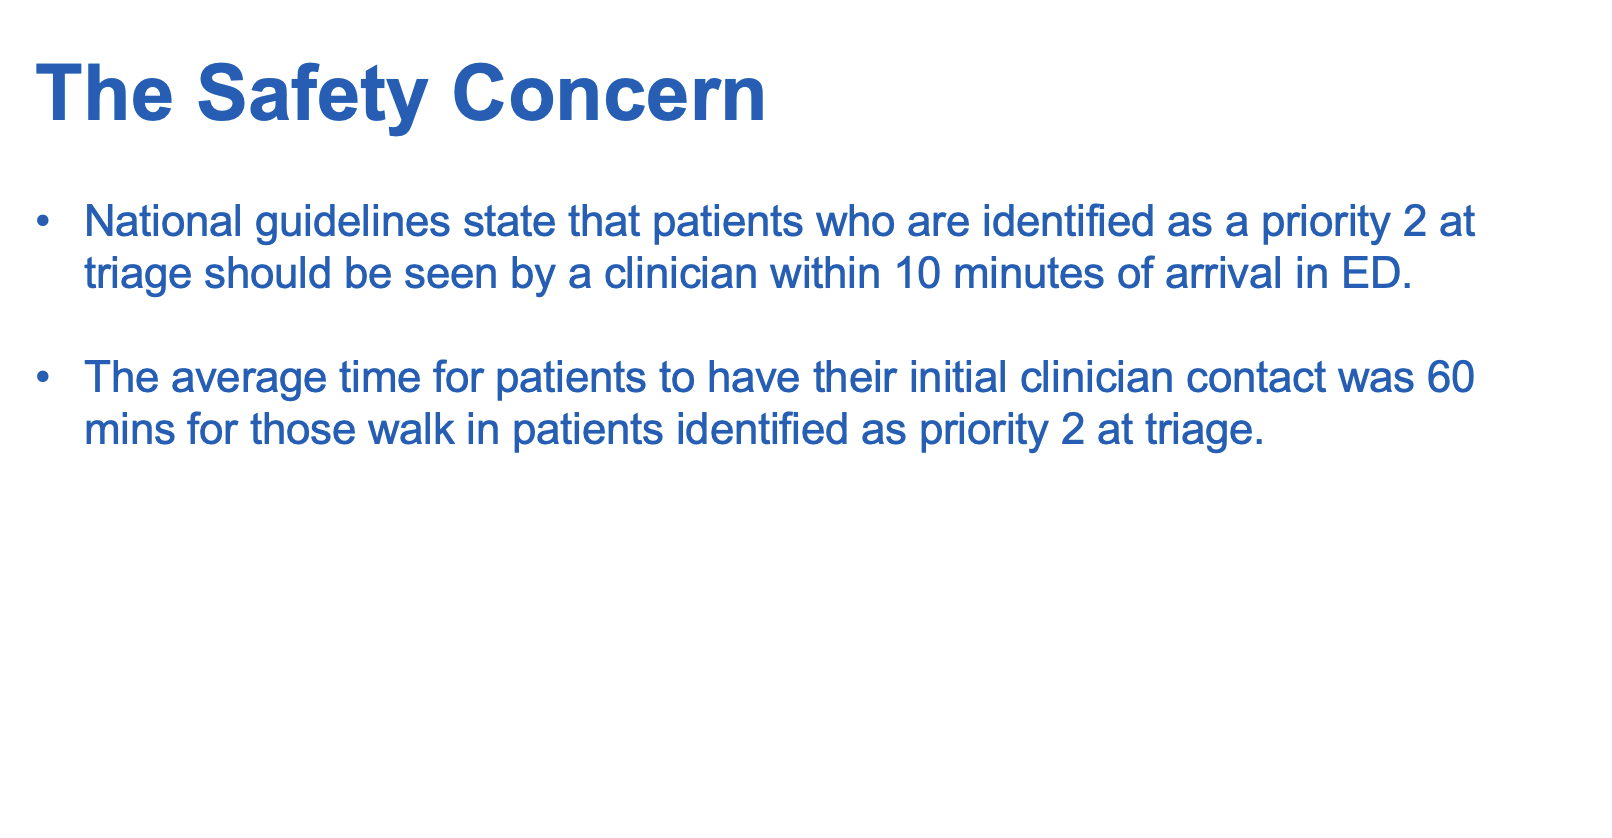 The Safety Concern
• National guidelines state that patients who are identified as a priority 2 at
triage should be seen by a clinician within 10 minutes of arrival in ED.
• The average time for patients to have their initial clinician contact was 60
mins for those walk in patients identified as priority 2 at triage.